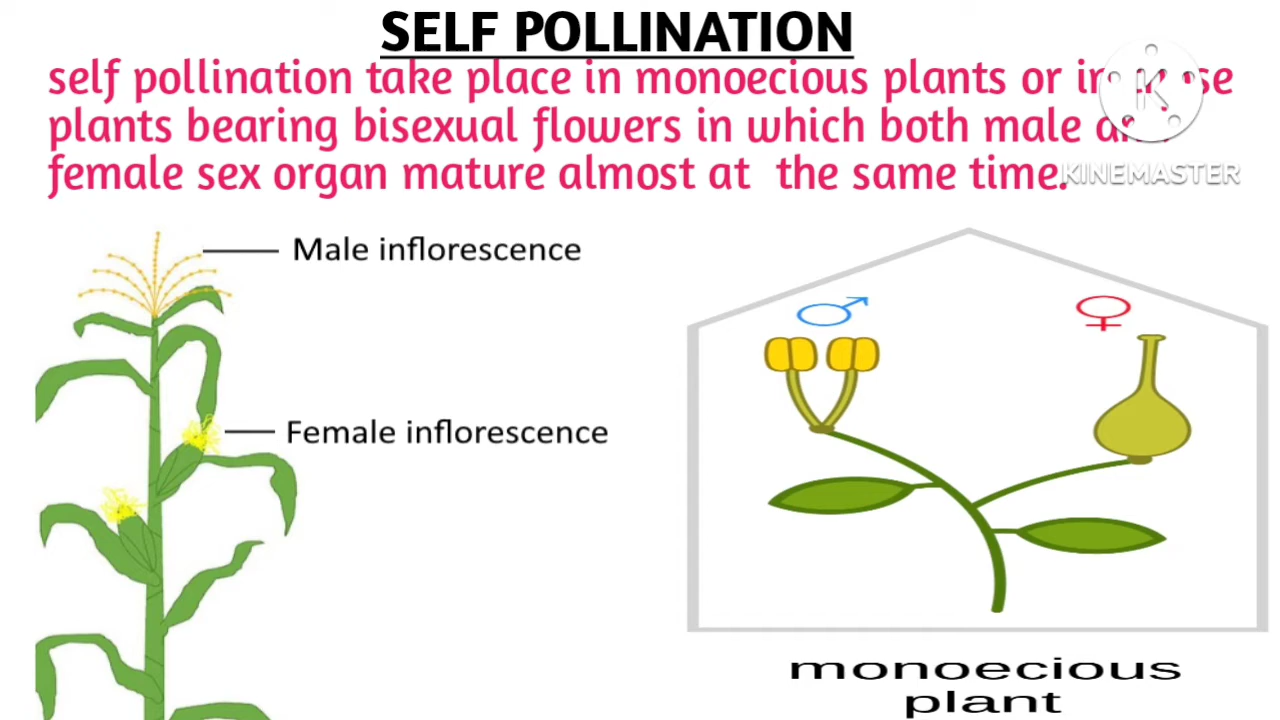 SELF POLLINATION
self pollination take place in monoecious plants or in
plants bearing bisexual flowers in which both male
female sex organ mature almost at the same time.
KINEMASTER
Male inflorescence
Female inflorescence
monoecious
plant